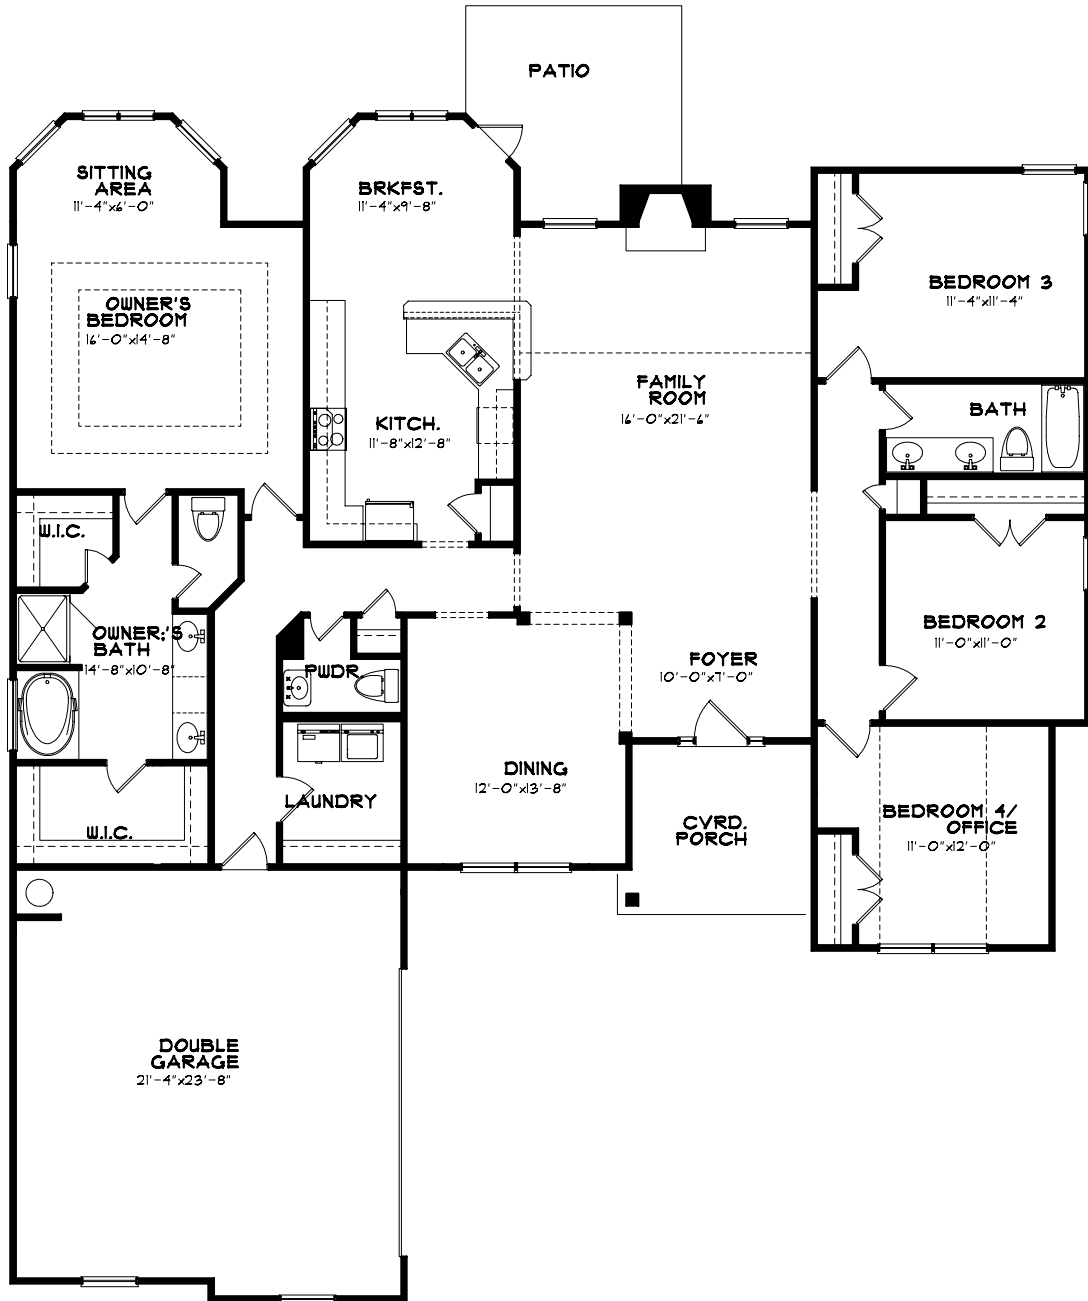 PATIO
SITTING
AREA
11'-4"x6'-0"
BRKFST.
11'-4"x9'-8"
BEDROOM 3
11'-4"x11'-4"
OWNER'S
BEDROOM
16'-0"x14'-8"
FAMILY
ROOM
16'-0"x21'-6"
BATH
KITCH.
11'-8"x12'-8"
W.I.C.
OWNER;'S
BATH
14'-8"x10'-8"
BEDROOM 2
11'-0"x11'-0"
PWDR.
FOYER
10'-0"x7'-0"
DINING
12'-0"x13'-8"
LAUNDRY
W.I.C.
CVRD.
PORCH
BEDROOM 4/
OFFICE
11'-0"x12'-0"
DOUBLE
GARAGE
21'-4"x23'-8"